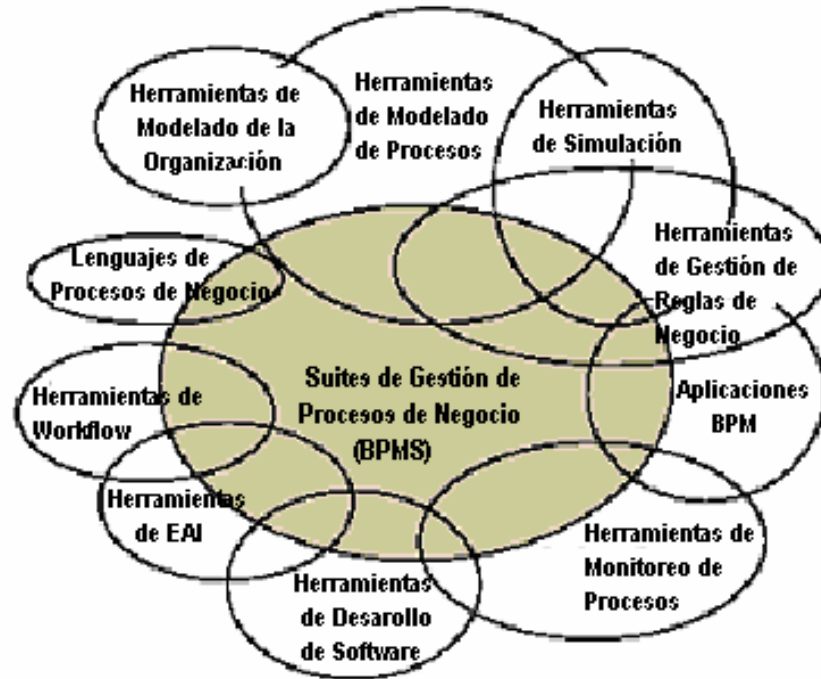 Herramientas de
Modelado de la
Organización
Herramientas
de Modelado
de Procesos
Herramientas
de Simulación
Herramientas
de Gestión de
Reglas de
Negocio
Lenguajes de
Procesos de Negocio
Suites de Gestión de
Procesos de Negocio
(BPMS)
Aplicaciones
BPM
Herramientas de
Workflow
Herramientas
de EAI
Herramientas
de Desarollo
de Software
Herramientas de
Monitoreo de
Procesos